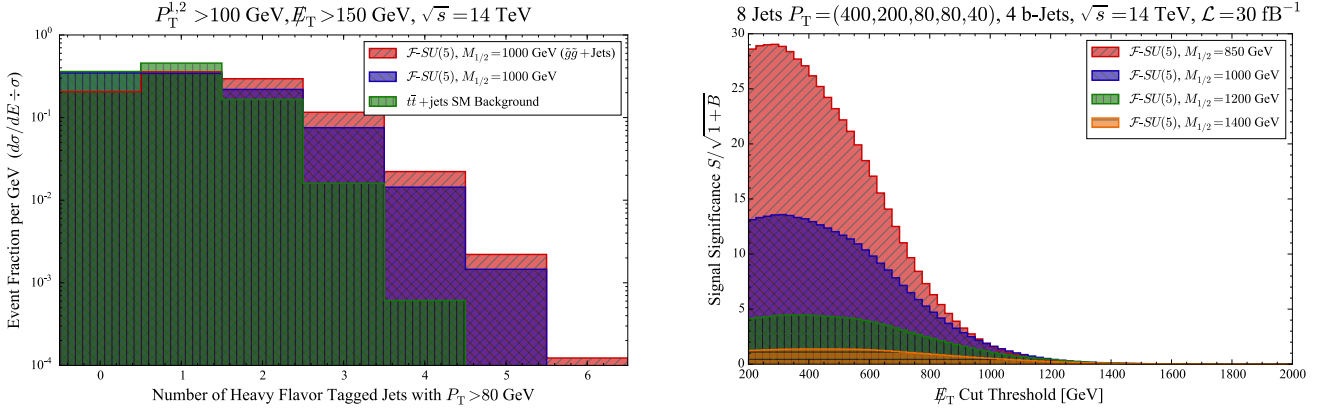 P_T^{1,2} >100 GeV, E̸_T >150 GeV, √s =14 TeV
Event Fraction per GeV (dσ/dE ÷ σ)
10^0
10^{-1}
10^{-2}
10^{-3}
10^{-4}
F-SU(5), M_{1/2} =1000 GeV (g̃g̃ +Jets)
F-SU(5), M_{1/2} =1000 GeV
tt̄ +jets SM Background
0 1 2 3 4 5 6
Number of Heavy Flavor Tagged Jets with P_T >80 GeV
8 Jets P_T =(400,200,80,80,40), 4 b-Jets, √s =14 TeV, L =30 fB^{-1}
Signal Significance S/√1+B
30
25
20
15
10
5
0
F-SU(5), M_{1/2} =850 GeV
F-SU(5), M_{1/2} =1000 GeV
F-SU(5), M_{1/2} =1200 GeV
F-SU(5), M_{1/2} =1400 GeV
200 400 600 800 1000 1200 1400 1600 1800 2000
E̸_T Cut Threshold [GeV]